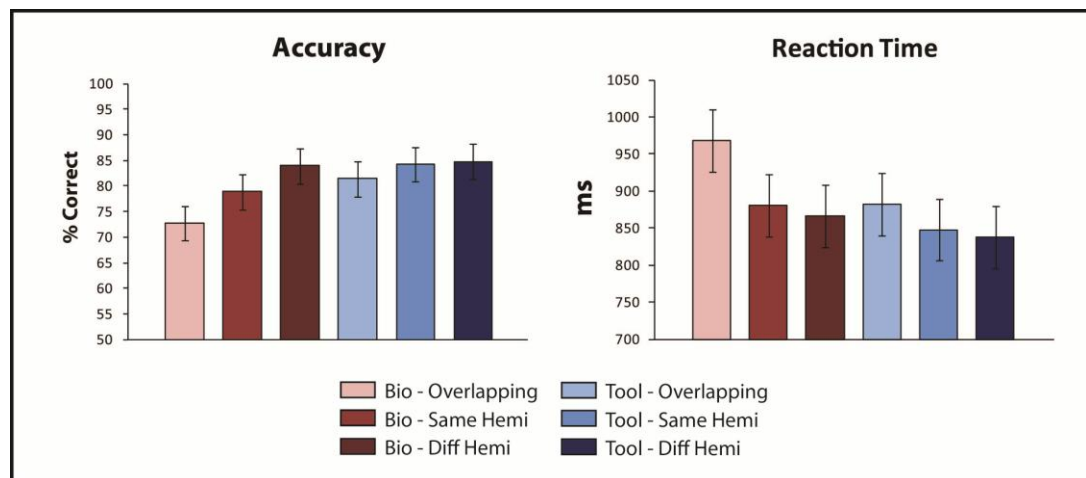 Accuracy
% Correct
100
95
90
85
80
75
70
65
60
55
50
Reaction Time
ms
1050
1000
950
900
850
800
750
700
Bio - Overlapping
Bio - Same Hemi
Bio - Diff Hemi
Tool - Overlapping
Tool - Same Hemi
Tool - Diff Hemi